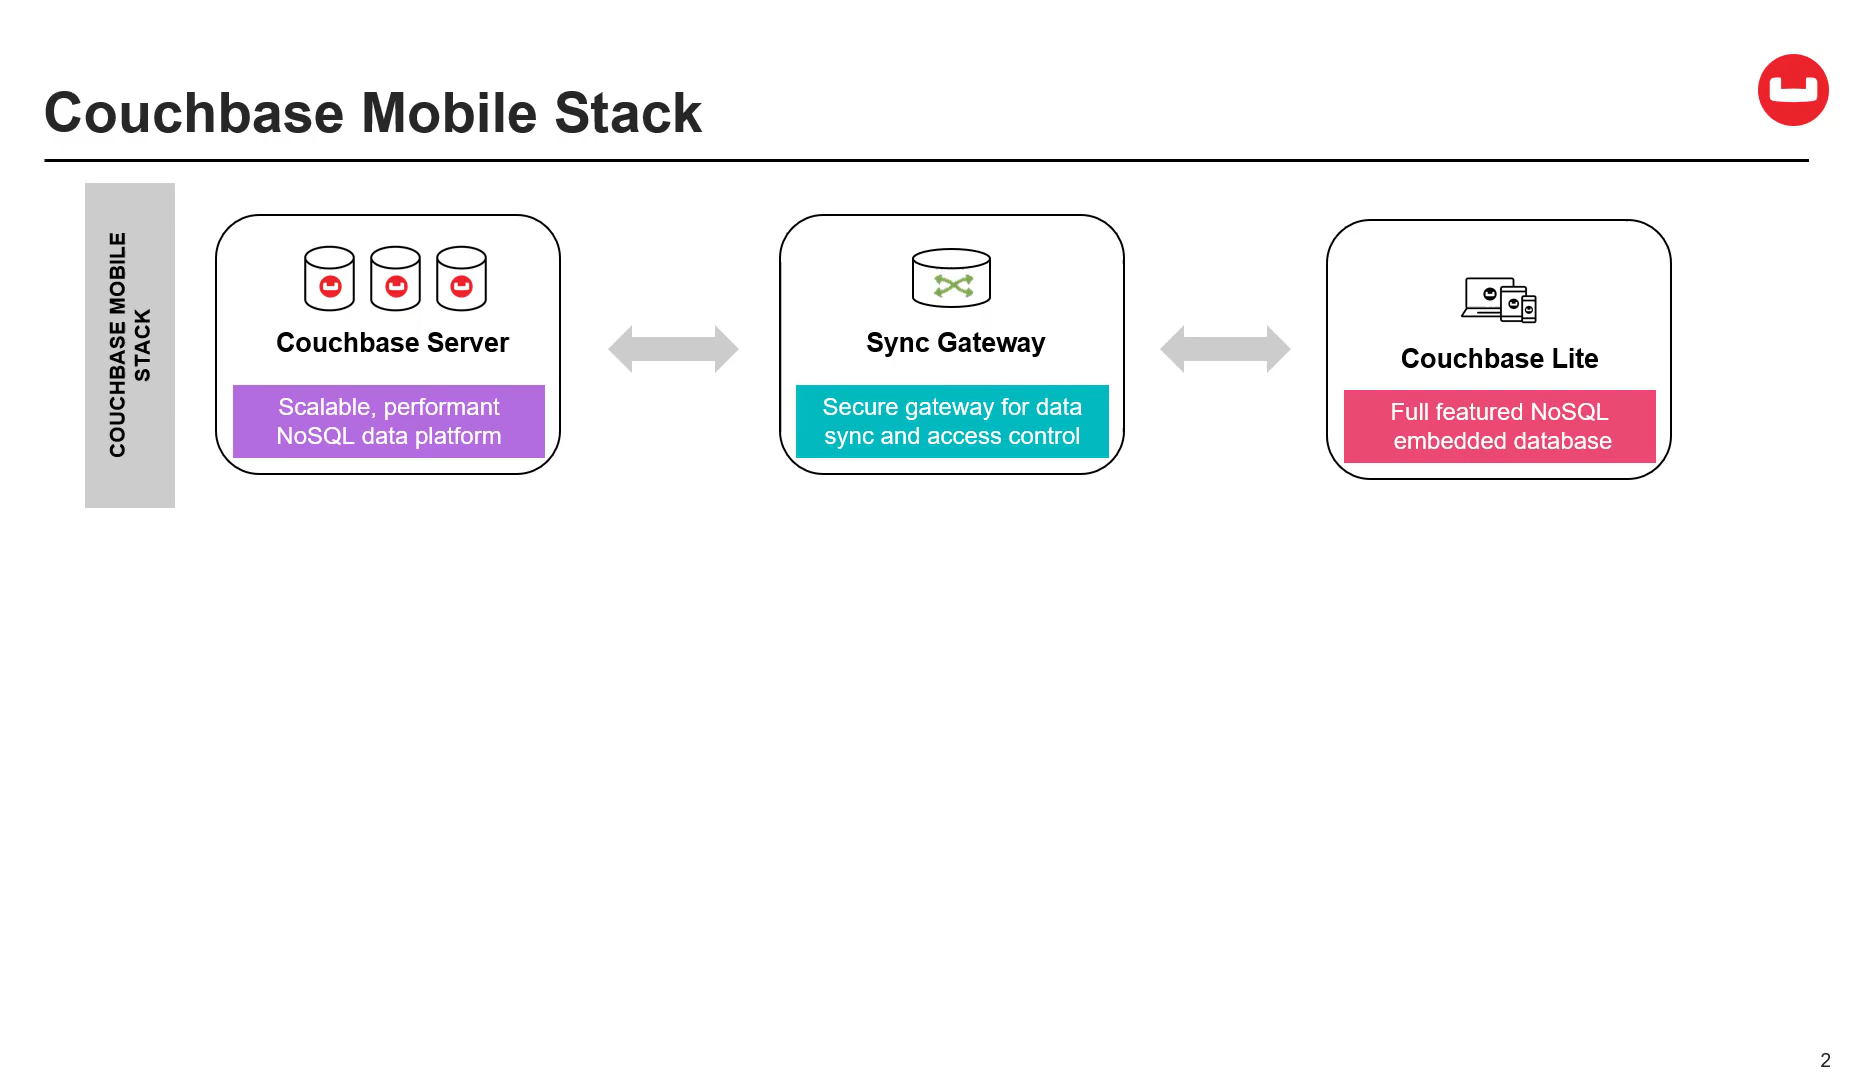 Couchbase Mobile Stack
COUCHBASE MOBILE
STACK
Couchbase Server
Scalable, performant
NoSQL data platform
Sync Gateway
Secure gateway for data
sync and access control
Couchbase Lite
Full featured NoSQL
embedded database
2